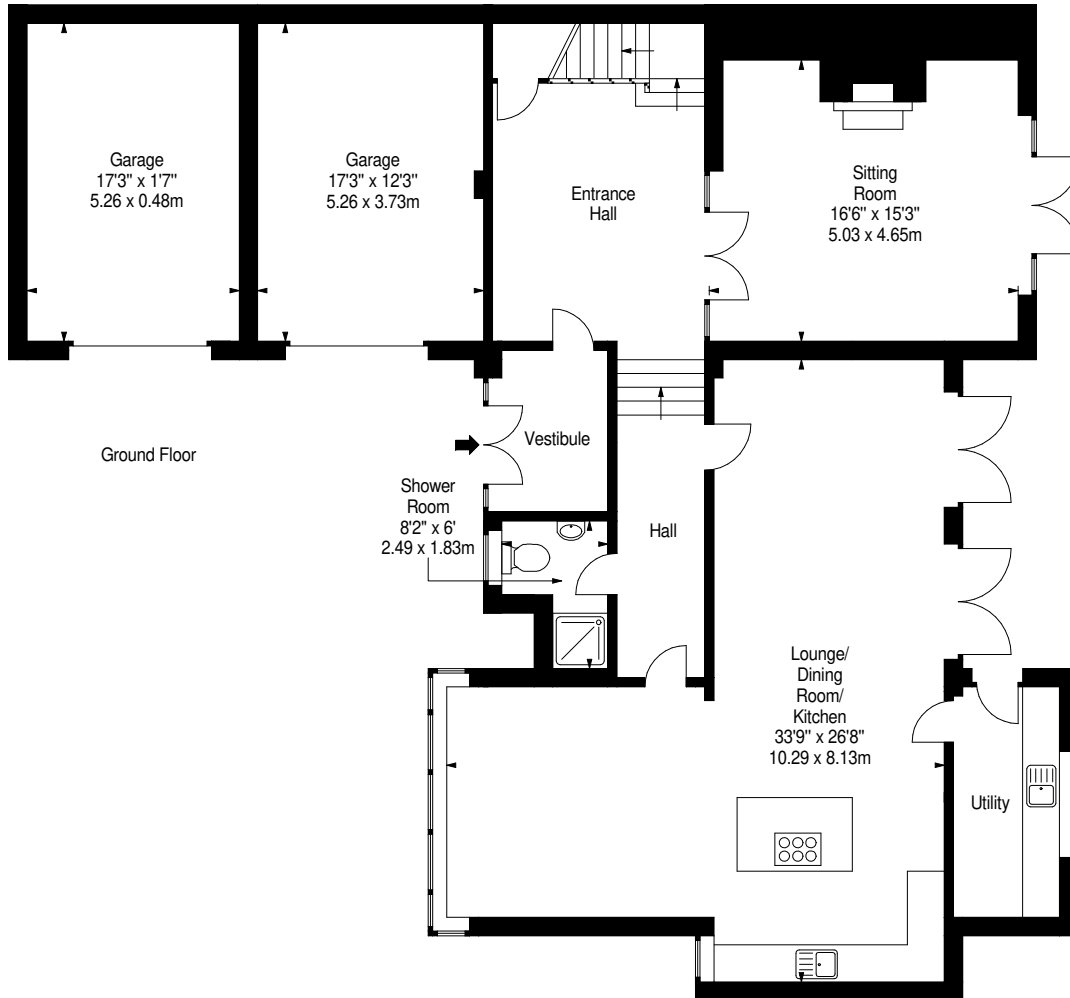 Garage
17'3" x 1'7"
5.26 x 0.48m
Garage
17'3" x 12'3"
5.26 x 3.73m
Entrance
Hall
Sitting
Room
16'6" x 15'3"
5.03 x 4.65m
Ground Floor
Vestibule
Shower
Room
8'2" x 6'
2.49 x 1.83m
Hall
Lounge/
Dining
Room/
Kitchen
33'9" x 26'8"
10.29 x 8.13m
Utility